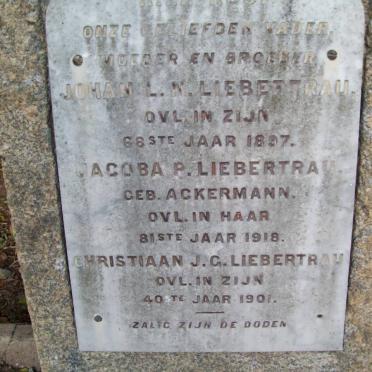 ONZE GELIEFDEN VADER,
MOEDER EN BROEDER
JOHAN L. N. LIEBERTRAU.
OVL. IN ZIJN
68STE JAAR 1897.
JACOBA P. LIEBERTRAU
GEB. ACKERMANN.
OVL. IN HAAR
81STE JAAR 1918.
CHRISTIAAN J. G. LIEBERTRAU
OVL. IN ZIJN
40TE JAAR 1901.
ZALIG ZIJN DE DODEN